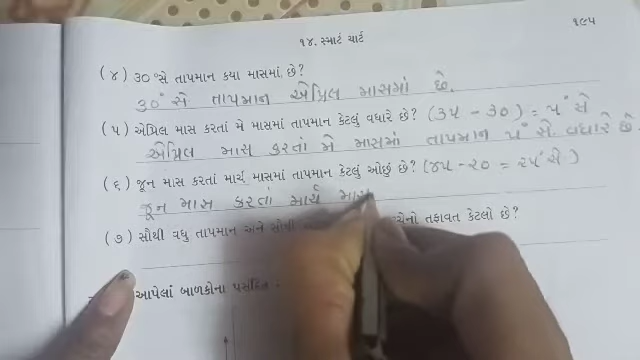 ૧૯૫
૧૪. સ્માર્ટ ચાર્ટ
(૪) ૩૦ °સે તાપમાન કયા માસમાં છે?
૩૦° સે તાપમાન એપ્રિલ માસમાં છે.
(૫) એપ્રિલ માસ કરતાં મે માસમાં તાપમાન કેટલું વધારે છે? (૩૫ - ૩૦) = ૫° સે
એપ્રિલ માસ કરતાં મે માસમાં તાપમાન ૫° સે. વધારે છે
(૬) જૂન માસ કરતાં માર્ચ માસમાં તાપમાન કેટલું ઓછું છે? (૪૫ - ૨૦ = ૨૫° સે)
જૂન માસ કરતાં માર્ચ માસ
(૭) સૌથી વધુ તાપમાન અને તફાવત કેટલો છે?
આપેલાં બાળકોના